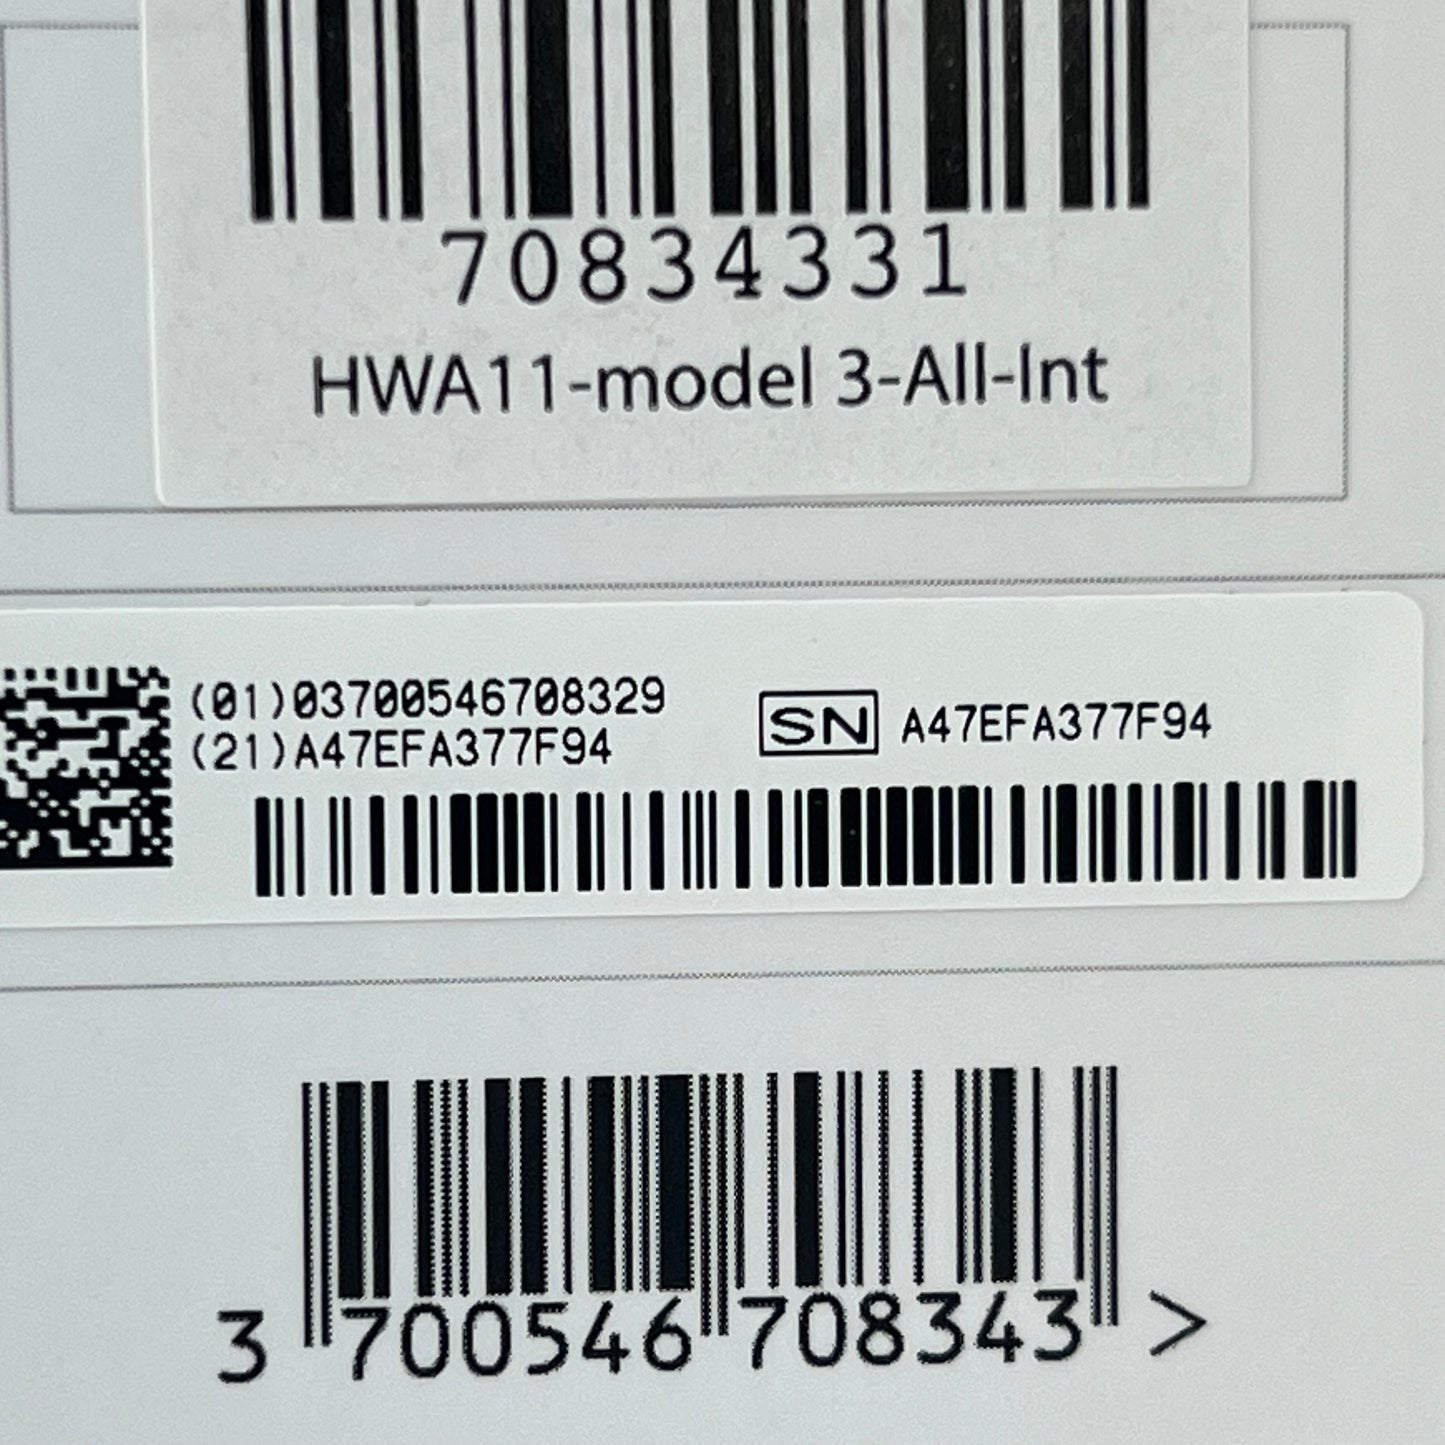 70834331
HWA11-model 3-All-Int
(01)03700546708329
(21)A47EFA377F94
SN A47EFA377F94
3 700546 708343 >